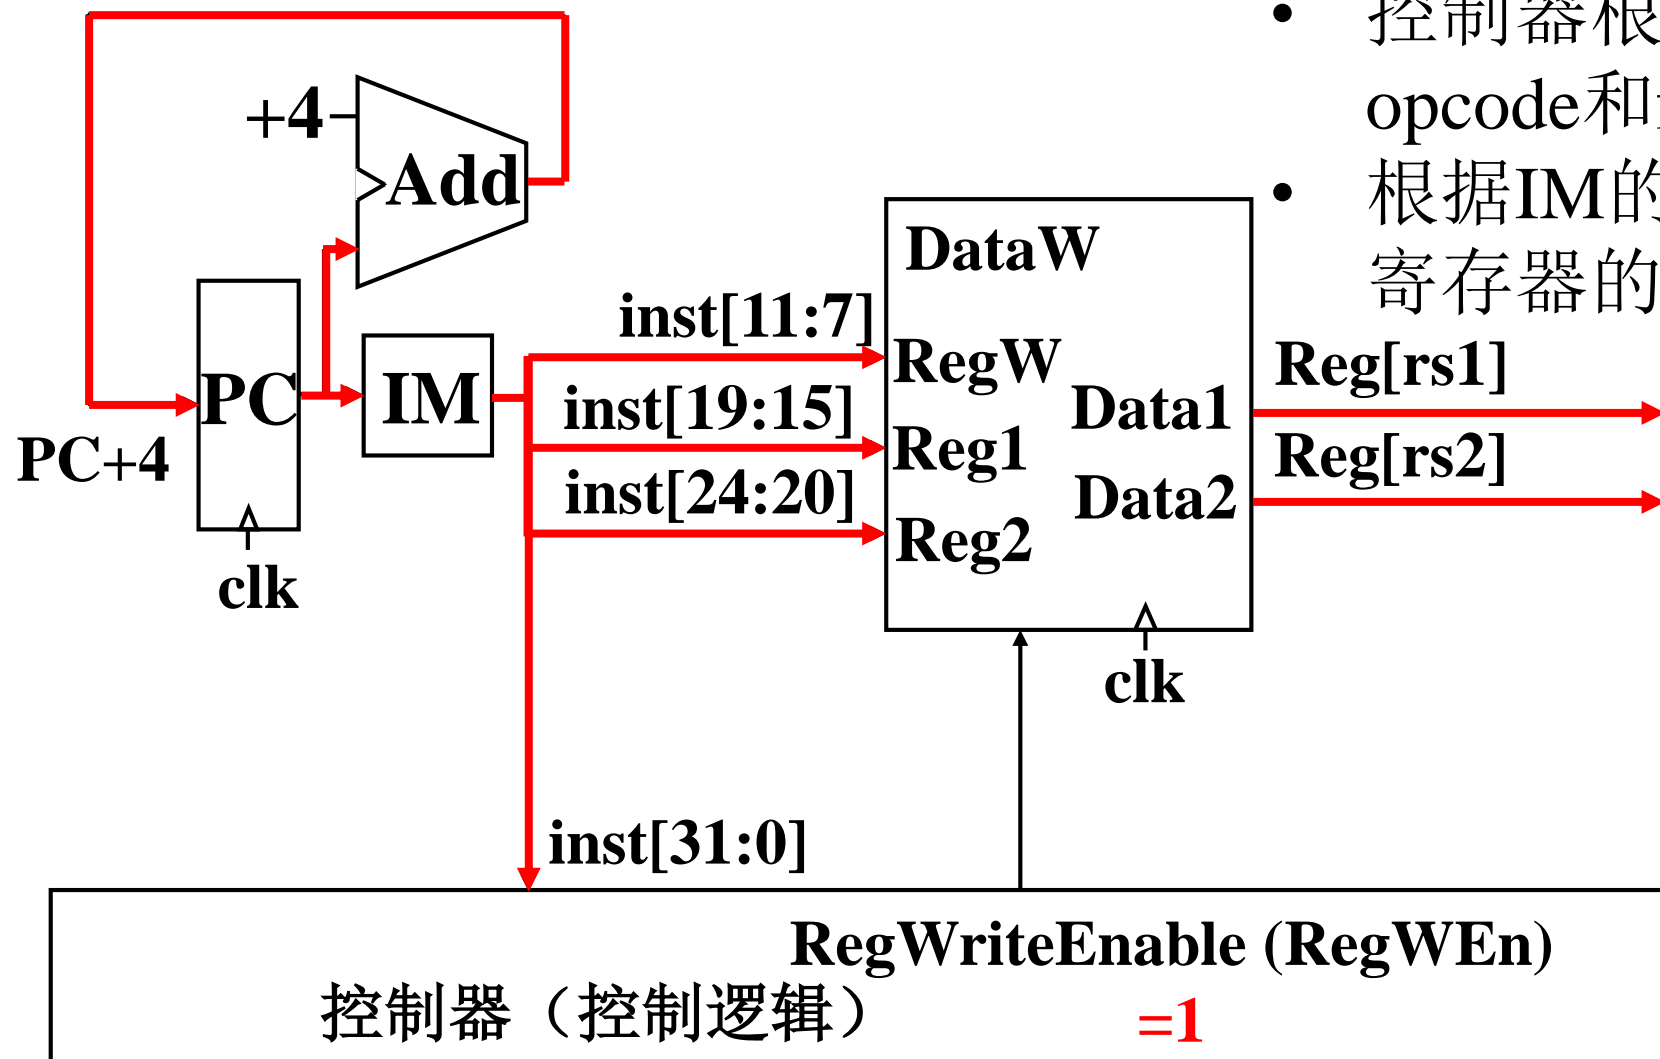 • 控制器根
opcode和
• 根据IM的
寄存器的
+4
Add
PC+4
PC
clk
IM
inst[11:7]
inst[19:15]
inst[24:20]
inst[31:0]
DataW
RegW
Reg1
Reg2
Data1
Data2
clk
Reg[rs1]
Reg[rs2]
RegWriteEnable (RegWEn)
=1
控制器（控制逻辑）